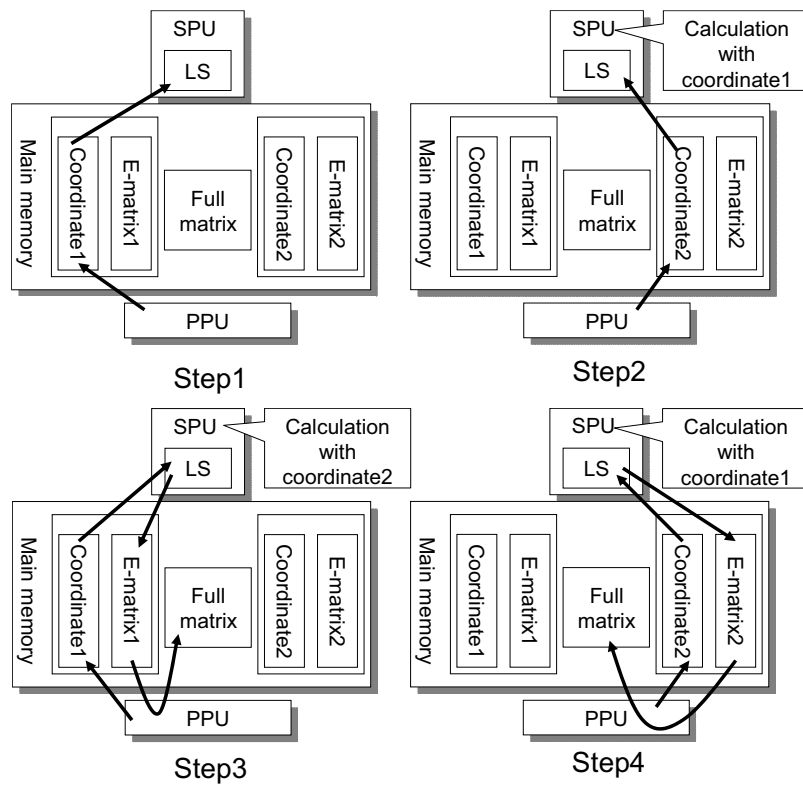 SPU
LS
Main memory
Coordinate1
E-matrix1
Full
matrix
Coordinate2
E-matrix2
PPU
Step1
SPU
Calculation
with
coordinate1
LS
Main memory
Coordinate1
E-matrix1
Full
matrix
Coordinate2
E-matrix2
PPU
Step2
SPU
Calculation
with
coordinate2
LS
Main memory
Coordinate1
E-matrix1
Full
matrix
Coordinate2
E-matrix2
PPU
Step3
SPU
Calculation
with
coordinate1
LS
Main memory
Coordinate1
E-matrix1
Full
matrix
Coordinate2
E-matrix2
PPU
Step4